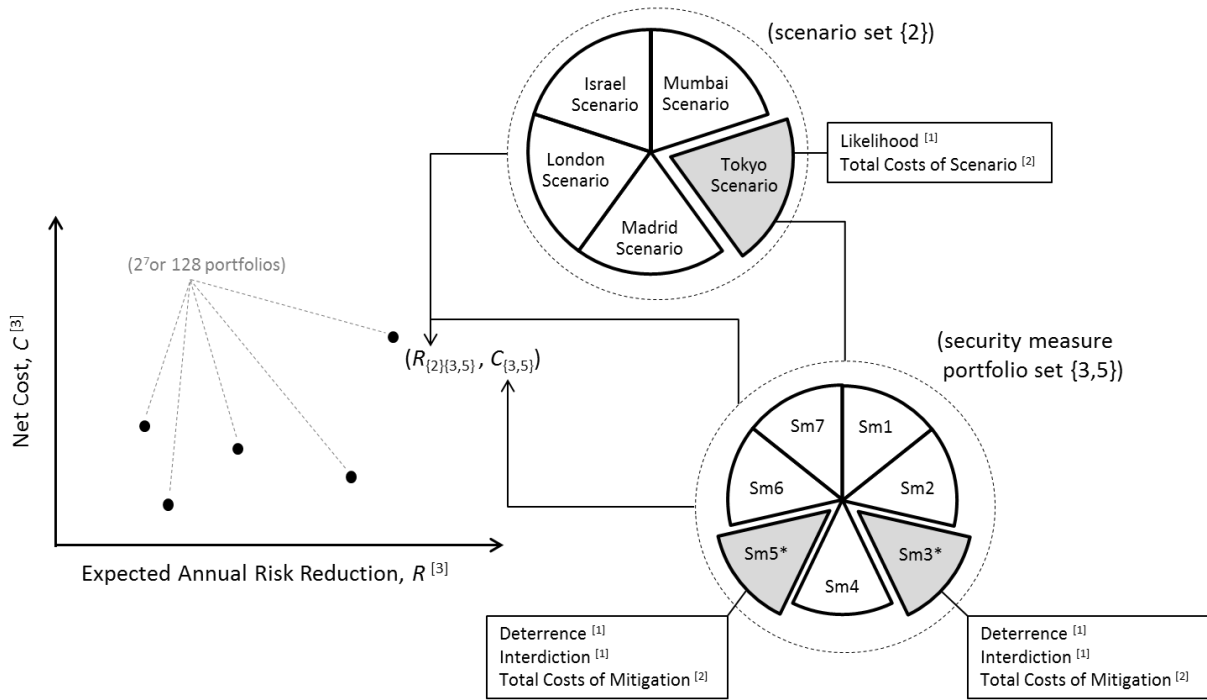 (scenario set {2})
Israel
Scenario
Mumbai
Scenario
London
Scenario
Tokyo
Scenario
Madrid
Scenario
Likelihood [1]
Total Costs of Scenario [2]
Net Cost, C [3]
(2⁷or 128 portfolios)
(R{2}{3,5} , C{3,5})
Expected Annual Risk Reduction, R [3]
(security measure
portfolio set {3,5})
Sm7
Sm1
Sm6
Sm2
Sm5*
Sm3*
Sm4
Deterrence [1]
Interdiction [1]
Total Costs of Mitigation [2]
Deterrence [1]
Interdiction [1]
Total Costs of Mitigation [2]